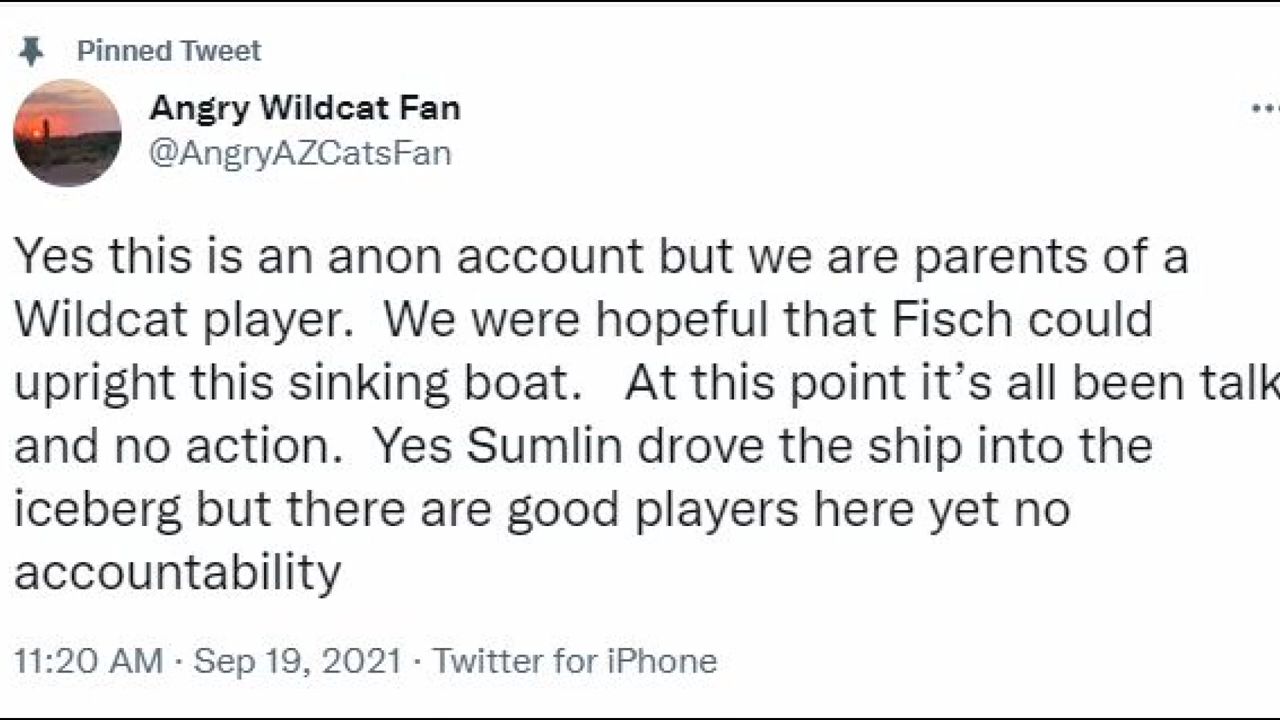 Pinned Tweet
Angry Wildcat Fan
@AngryAZCatsFan
Yes this is an anon account but we are parents of a
Wildcat player.  We were hopeful that Fisch could
upright this sinking boat.   At this point it’s all been talk
and no action.  Yes Sumlin drove the ship into the
iceberg but there are good players here yet no
accountability
11:20 AM · Sep 19, 2021 · Twitter for iPhone